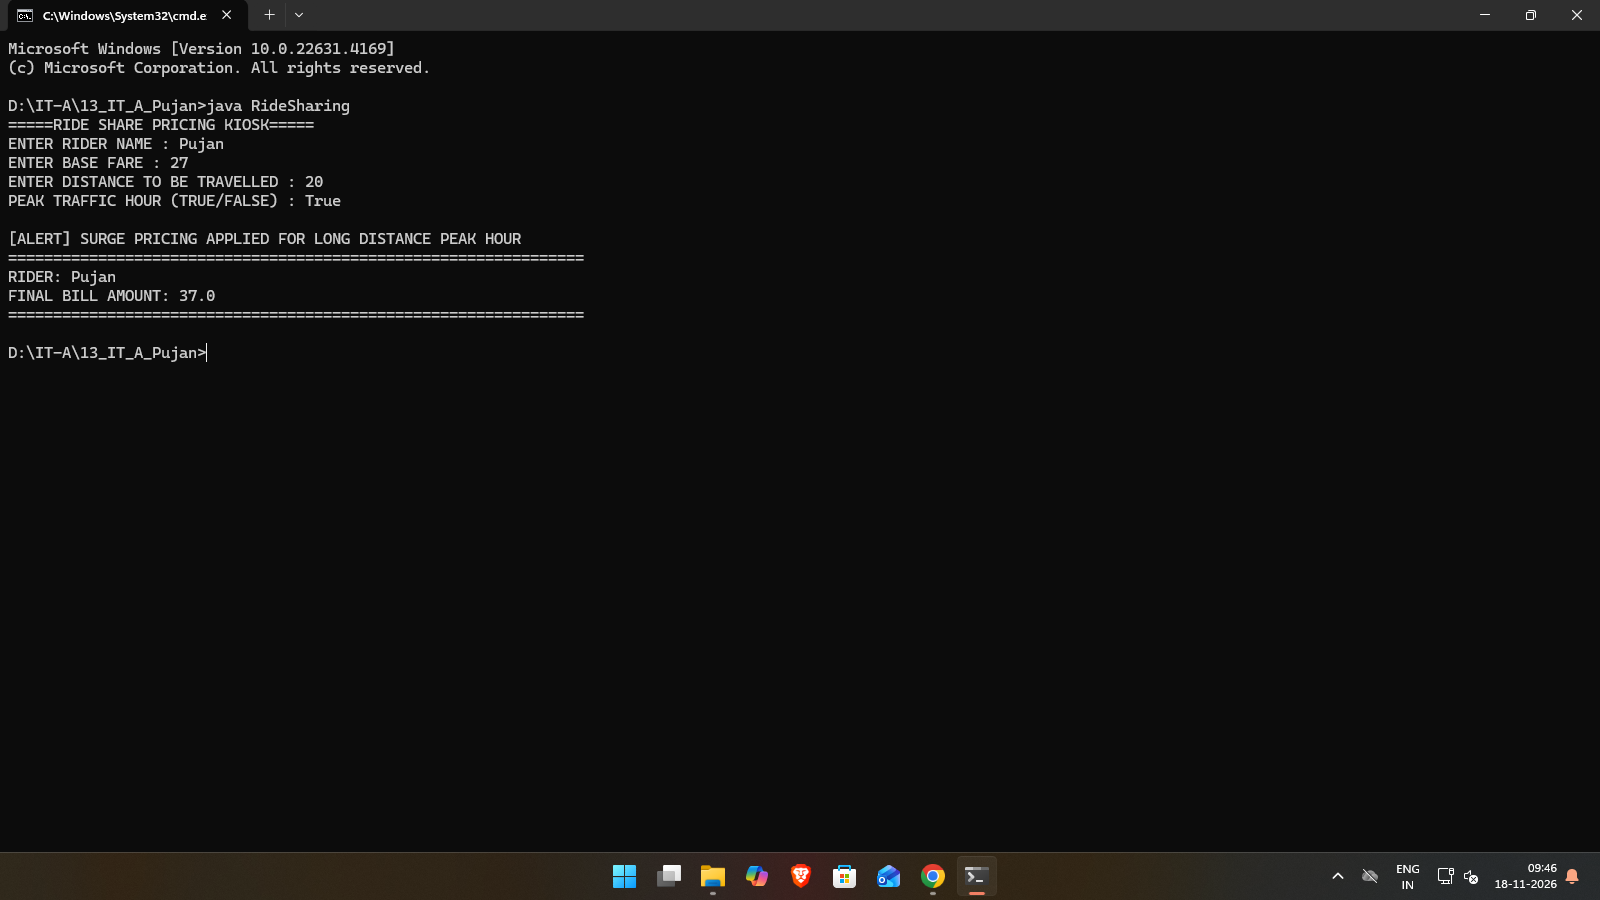 C:\Windows\System32\cmd.e
Microsoft Windows [Version 10.0.22631.4169]
(c) Microsoft Corporation. All rights reserved.
D:\IT-A\13_IT_A_Pujan>java RideSharing
=====RIDE SHARE PRICING KIOSK=====
ENTER RIDER NAME : Pujan
ENTER BASE FARE : 27
ENTER DISTANCE TO BE TRAVELLED : 20
PEAK TRAFFIC HOUR (TRUE/FALSE) : True
[ALERT] SURGE PRICING APPLIED FOR LONG DISTANCE PEAK HOUR
================================================================
RIDER: Pujan
FINAL BILL AMOUNT: 37.0
================================================================
D:\IT-A\13_IT_A_Pujan>
ENG
IN
09:46
18-11-2026